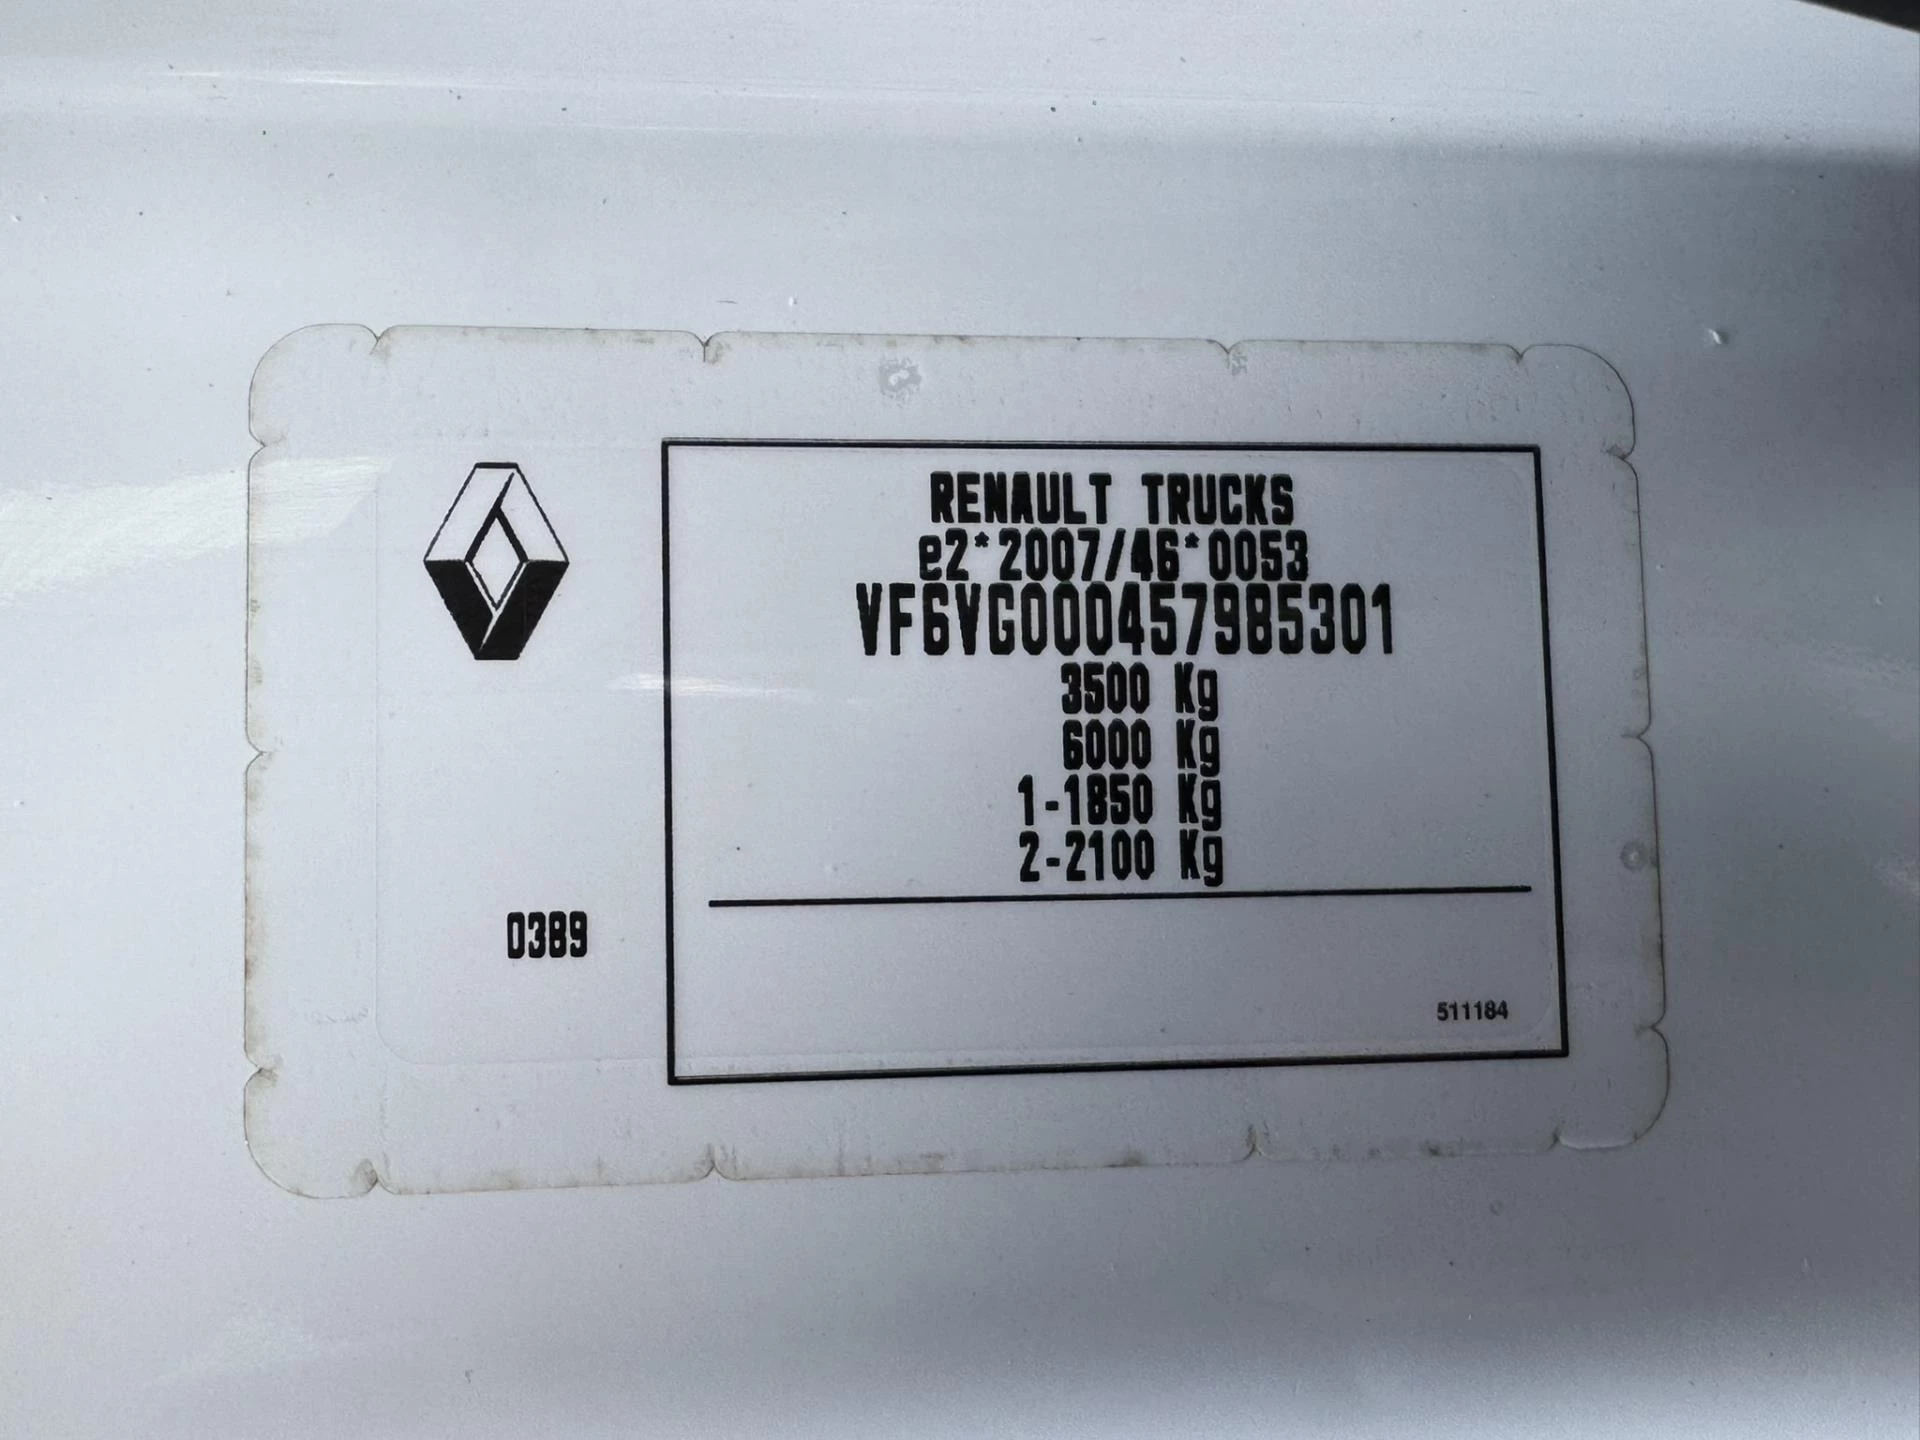 RENAULT TRUCKS
e2*2007/46*0053
VF6VG000457985301
3500 Kg
6000 Kg
1-1850 Kg
2-2100 Kg
0389
511184